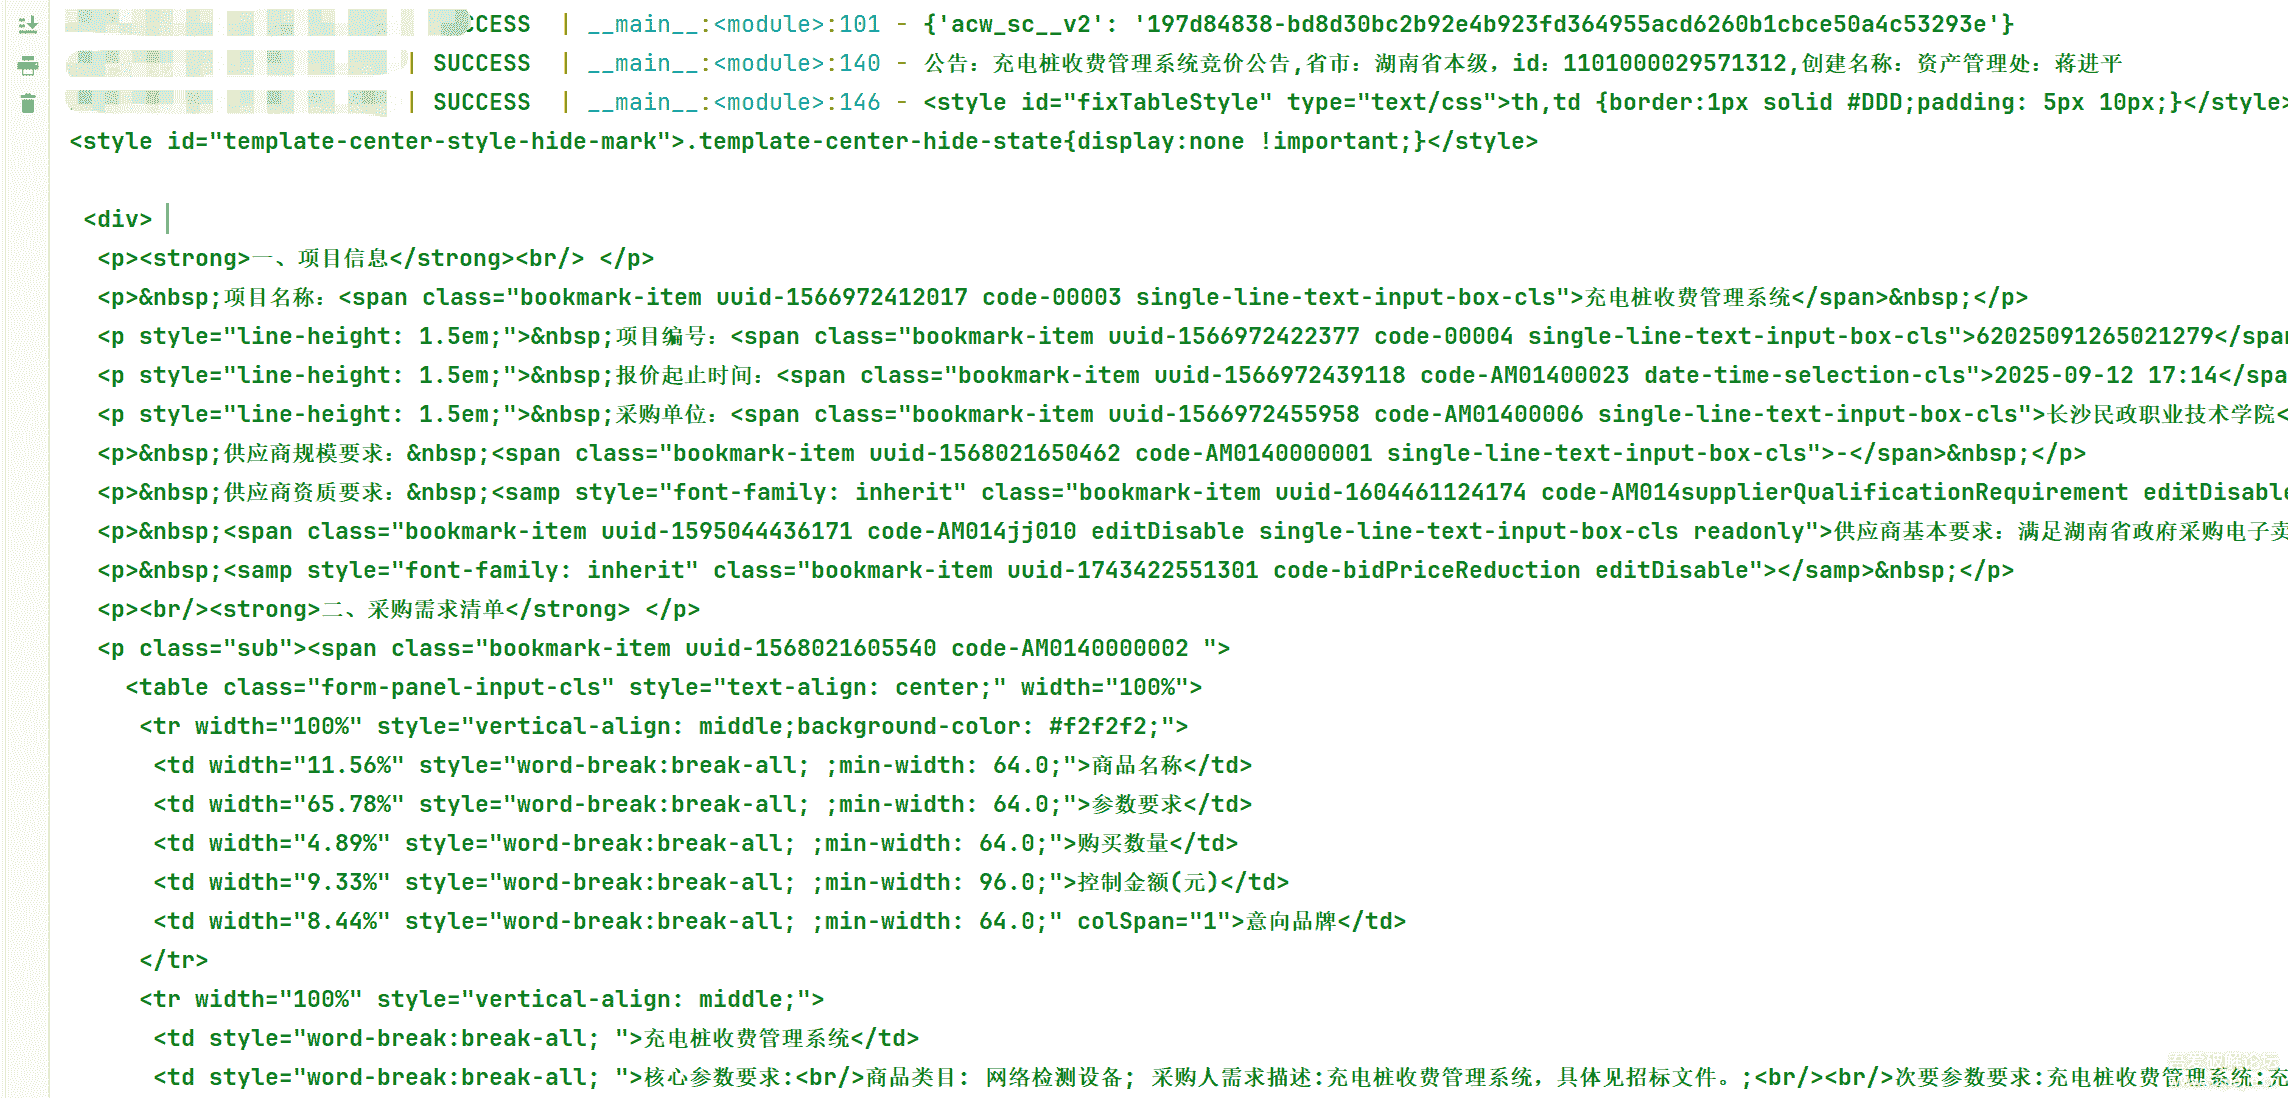 CCESS | __main__:<module>:101 - {'acw_sc__v2': '197d84838-bd8d30bc2b92e4b923fd364955acd6260b1cbce50a4c53293e'}
| SUCCESS | __main__:<module>:140 - 公告：充电桩收费管理系统竞价公告,省市：湖南省本级，id：1101000029571312,创建名称：资产管理处：蒋进平
| SUCCESS | __main__:<module>:146 - <style id="fixTableStyle" type="text/css">th,td {border:1px solid #DDD;padding: 5px 10px;}</style>
<style id="template-center-style-hide-mark">.template-center-hide-state{display:none !important;}</style>
<div>
<p><strong>一、项目信息</strong><br/> </p>
<p>&nbsp;项目名称：<span class="bookmark-item uuid-1566972412017 code-00003 single-line-text-input-box-cls">充电桩收费管理系统</span>&nbsp;</p>
<p style="line-height: 1.5em;">&nbsp;项目编号：<span class="bookmark-item uuid-1566972422377 code-00004 single-line-text-input-box-cls">62025091265021279</span
<p style="line-height: 1.5em;">&nbsp;报价起止时间：<span class="bookmark-item uuid-1566972439118 code-AM01400023 date-time-selection-cls">2025-09-12 17:14</spa
<p style="line-height: 1.5em;">&nbsp;采购单位：<span class="bookmark-item uuid-1566972455958 code-AM01400006 single-line-text-input-box-cls">长沙民政职业技术学院<
<p>&nbsp;供应商规模要求：&nbsp;<span class="bookmark-item uuid-1568021650462 code-AM0140000001 single-line-text-input-box-cls">-</span>&nbsp;</p>
<p>&nbsp;供应商资质要求：&nbsp;<samp style="font-family: inherit" class="bookmark-item uuid-1604461124174 code-AM014supplierQualificationRequirement editDisable
<p>&nbsp;<span class="bookmark-item uuid-1595044436171 code-AM014jj010 editDisable single-line-text-input-box-cls readonly">供应商基本要求：满足湖南省政府采购电子卖
<p>&nbsp;<samp style="font-family: inherit" class="bookmark-item uuid-1743422551301 code-bidPriceReduction editDisable"></samp>&nbsp;</p>
<p><br/><strong>二、采购需求清单</strong> </p>
<p class="sub"><span class="bookmark-item uuid-1568021605540 code-AM0140000002 ">
<table class="form-panel-input-cls" style="text-align: center;" width="100%">
<tr width="100%" style="vertical-align: middle;background-color: #f2f2f2;">
<td width="11.56%" style="word-break:break-all; ;min-width: 64.0;">商品名称</td>
<td width="65.78%" style="word-break:break-all; ;min-width: 64.0;">参数要求</td>
<td width="4.89%" style="word-break:break-all; ;min-width: 64.0;">购买数量</td>
<td width="9.33%" style="word-break:break-all; ;min-width: 96.0;">控制金额(元)</td>
<td width="8.44%" style="word-break:break-all; ;min-width: 64.0;" colSpan="1">意向品牌</td>
</tr>
<tr width="100%" style="vertical-align: middle;">
<td style="word-break:break-all; ">充电桩收费管理系统</td>
<td style="word-break:break-all; ">核心参数要求:<br/>商品类目: 网络检测设备; 采购人需求描述:充电桩收费管理系统，具体见招标文件。;<br/><br/>次要参数要求:充电桩收费管理系统:充